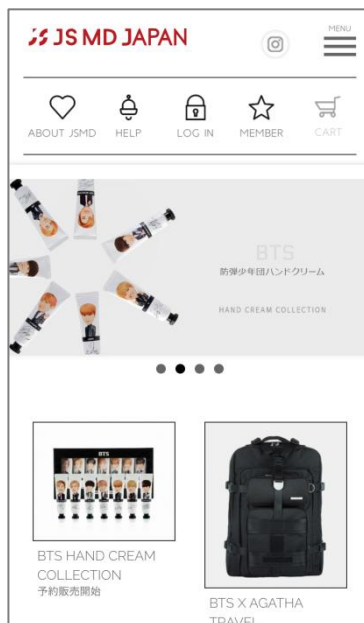 JS MD JAPAN
MENU
ABOUT JSMD
HELP
LOG IN
MEMBER
CART
BTS
防弾少年団ハンドクリーム
HAND CREAM COLLECTION
BTS
BTS HAND CREAM
COLLECTION
予約販売開始
BTS X AGATHA
TRAVEL